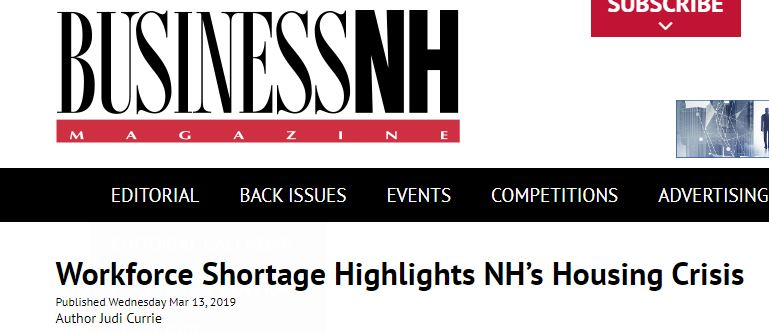 SUBSCRIBE
BUSINESSNH
MAGAZINE
EDITORIAL BACK ISSUES EVENTS COMPETITIONS ADVERTISING
Workforce Shortage Highlights NH's Housing Crisis
Published Wednesday Mar 13, 2019
Author Judi Currie